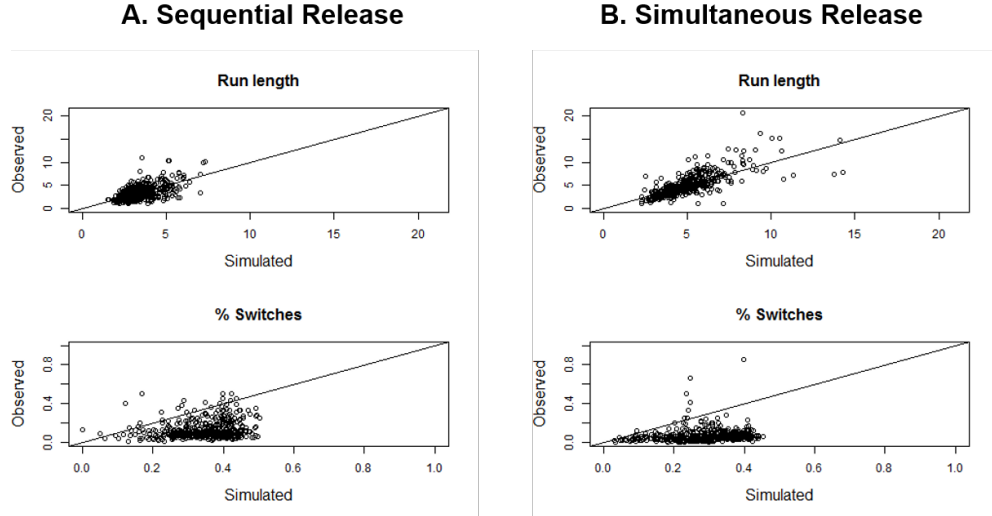 A. Sequential Release
B. Simultaneous Release
Run length
Observed
0 5 10 20
0 5 10 15 20
Simulated
% Switches
Observed
0.0 0.4 0.8
0.0 0.2 0.4 0.6 0.8 1.0
Simulated
Run length
Observed
0 5 10 20
0 5 10 15 20
Simulated
% Switches
Observed
0.0 0.4 0.8
0.0 0.2 0.4 0.6 0.8 1.0
Simulated